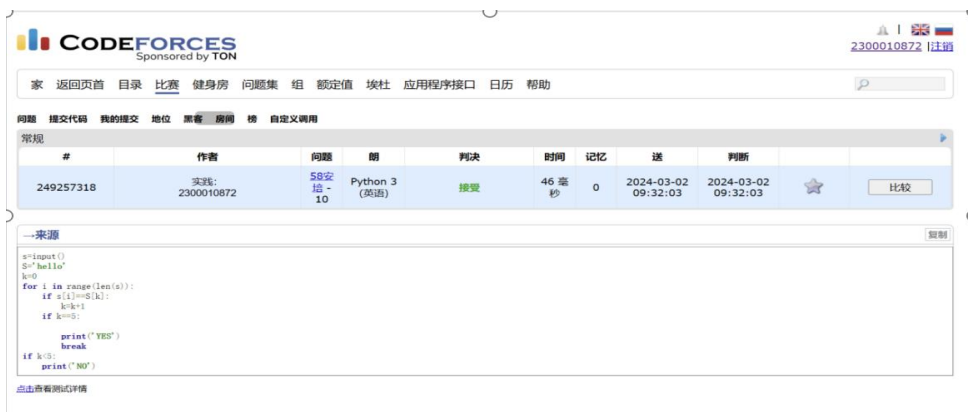 CODEFORCES
Sponsored by TON
2300010872 |注销
家 返回页首 目录 比赛 健身房 问题集 组 额定值 埃杜 应用程序接口 日历 帮助
问题 提交代码 我的提交 地位 黑客 房间 榜 自定义调用
常规
# 作者 问题 朗 判决 时间 记忆 送 判断
249257318 实践: 2300010872 58安培 - 10 Python 3 (英语) 接受 46 毫秒 0 2024-03-02 09:32:03 2024-03-02 09:32:03 比较
→来源 复制
s=input()
S='hello'
k=0
for i in range(len(s)):
if s[i]==S[k]:
k=k+1
if k==5:
print('YES')
break
if k<5:
print('NO')
点击查看测试详情